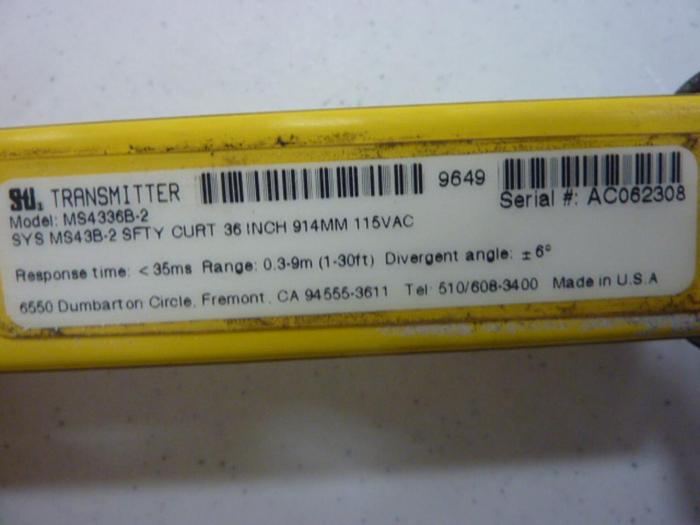 STI® TRANSMITTER 9649
Model: MS4336B-2 Serial #: AC062308
SYS MS43B-2 SFTY CURT 36 INCH 914MM 115VAC
Response time: < 35ms Range: 0.3-9m (1-30ft) Divergent angle: ± 6°
6550 Dumbarton Circle, Fremont, CA 94555-3611 Tel: 510/608-3400 Made in U.S.A